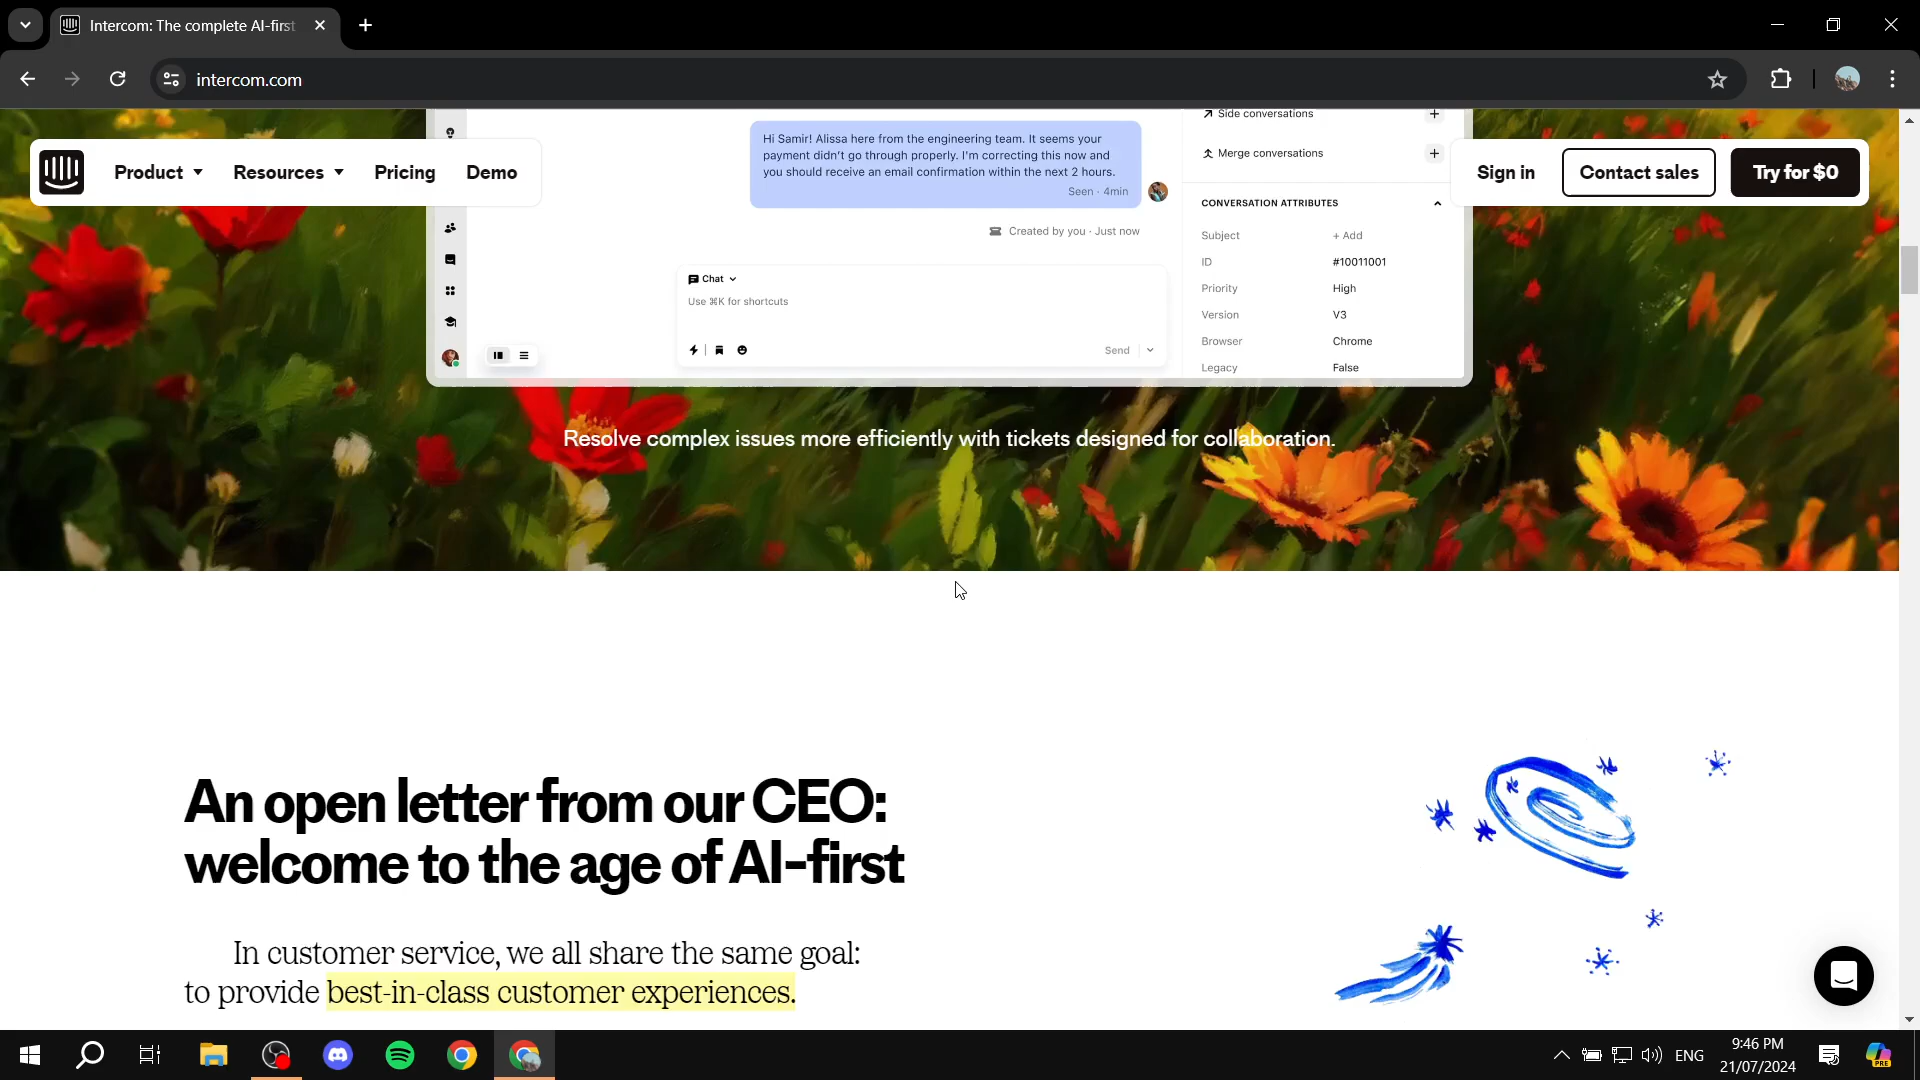 Intercom: The complete AI-first
intercom.com
Side conversations
Hi Samir! Alissa here from the engineering team. It seems your
payment didn't go through properly. I'm correcting this now and
you should receive an email confirmation within the next 2 hours.
Seen · 4min
Merge conversations
Product
Resources
Pricing
Demo
Sign in
Contact sales
Try for $0
CONVERSATION ATTRIBUTES
Created by you · Just now
Subject + Add
ID #10011001
Priority High
Version V3
Browser Chrome
Legacy False
Chat
Use ⌘K for shortcuts
Send
Resolve complex issues more efficiently with tickets designed for collaboration.
An open letter from our CEO:
welcome to the age of AI-first
In customer service, we all share the same goal:
to provide best-in-class customer experiences.
ENG
9:46 PM
21/07/2024
PRE